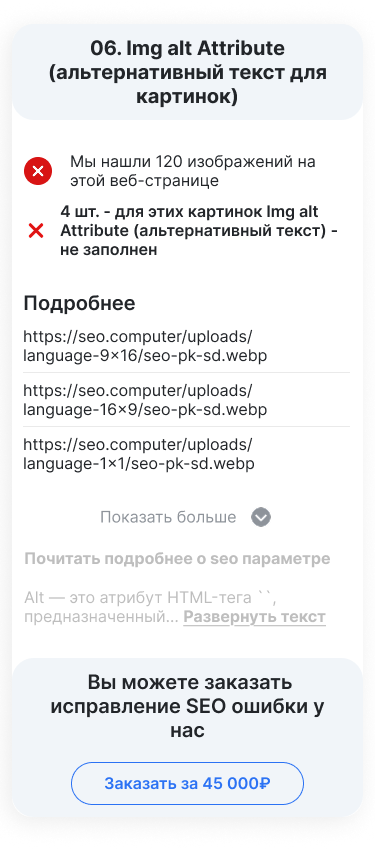 06. Img alt Attribute
(альтернативный текст для
картинок)
Мы нашли 120 изображений на
этой веб-странице
4 шт. - для этих картинок Img alt
Attribute (альтернативный текст) -
не заполнен
Подробнее
https://seo.computer/uploads/
language-9×16/seo-pk-sd.webp
https://seo.computer/uploads/
language-16×9/seo-pk-sd.webp
https://seo.computer/uploads/
language-1×1/seo-pk-sd.webp
Показать больше
Почитать подробнее о seo параметре
Alt — это атрибут HTML-тега ``,
предназначенный... Развернуть текст
Вы можете заказать
исправление SEO ошибки у
нас
Заказать за 45 000₽